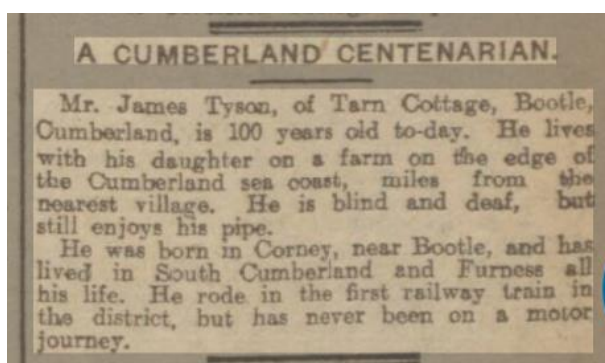 A CUMBERLAND CENTENARIAN.
Mr. James Tyson, of Tarn Cottage, Bootle,
Cumberland, is 100 years old to-day. He lives
with his daughter on a farm on the edge of
the Cumberland sea coast, miles from the
nearest village. He is blind and deaf, but
still enjoys his pipe.
He was born in Corney, near Bootle, and has
lived in South Cumberland and Furness all
his life. He rode in the first railway train in
the district, but has never been on a motor
journey.